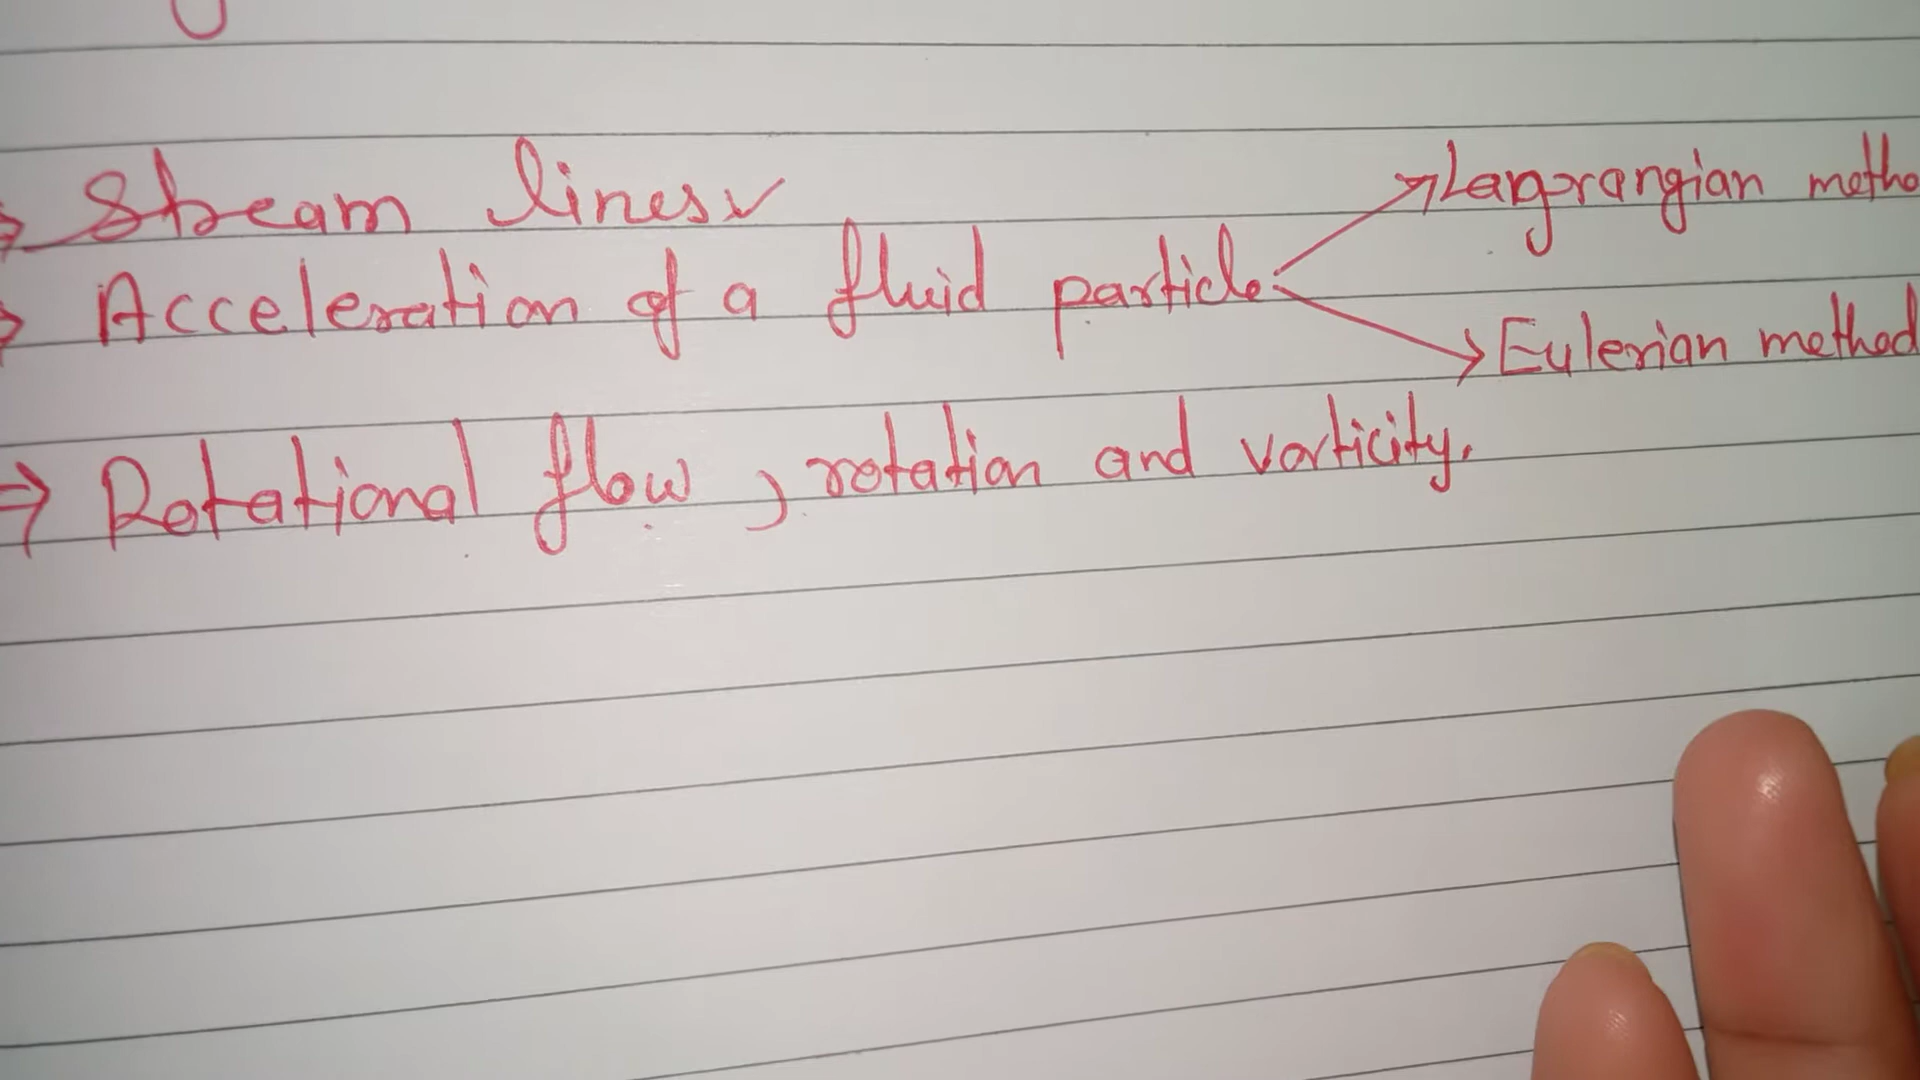 ⇒ Stream lines ✓
⇒ Acceleration of a fluid particle → Lagrangian metho
→ Eulerian method
⇒ Rotational flow, rotation and vorticity.